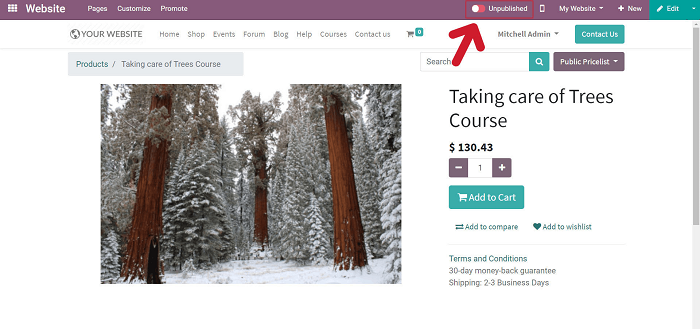 Website Pages Customize Promote Unpublished My Website + New Edit
YOUR WEBSITE Home Shop Events Forum Blog Help Courses Contact us 0 Mitchell Admin Contact Us
Products / Taking care of Trees Course Search Public Pricelist
Taking care of Trees
Course
$ 130.43
1
Add to Cart
Add to compare Add to wishlist
Terms and Conditions
30-day money-back guarantee
Shipping: 2-3 Business Days